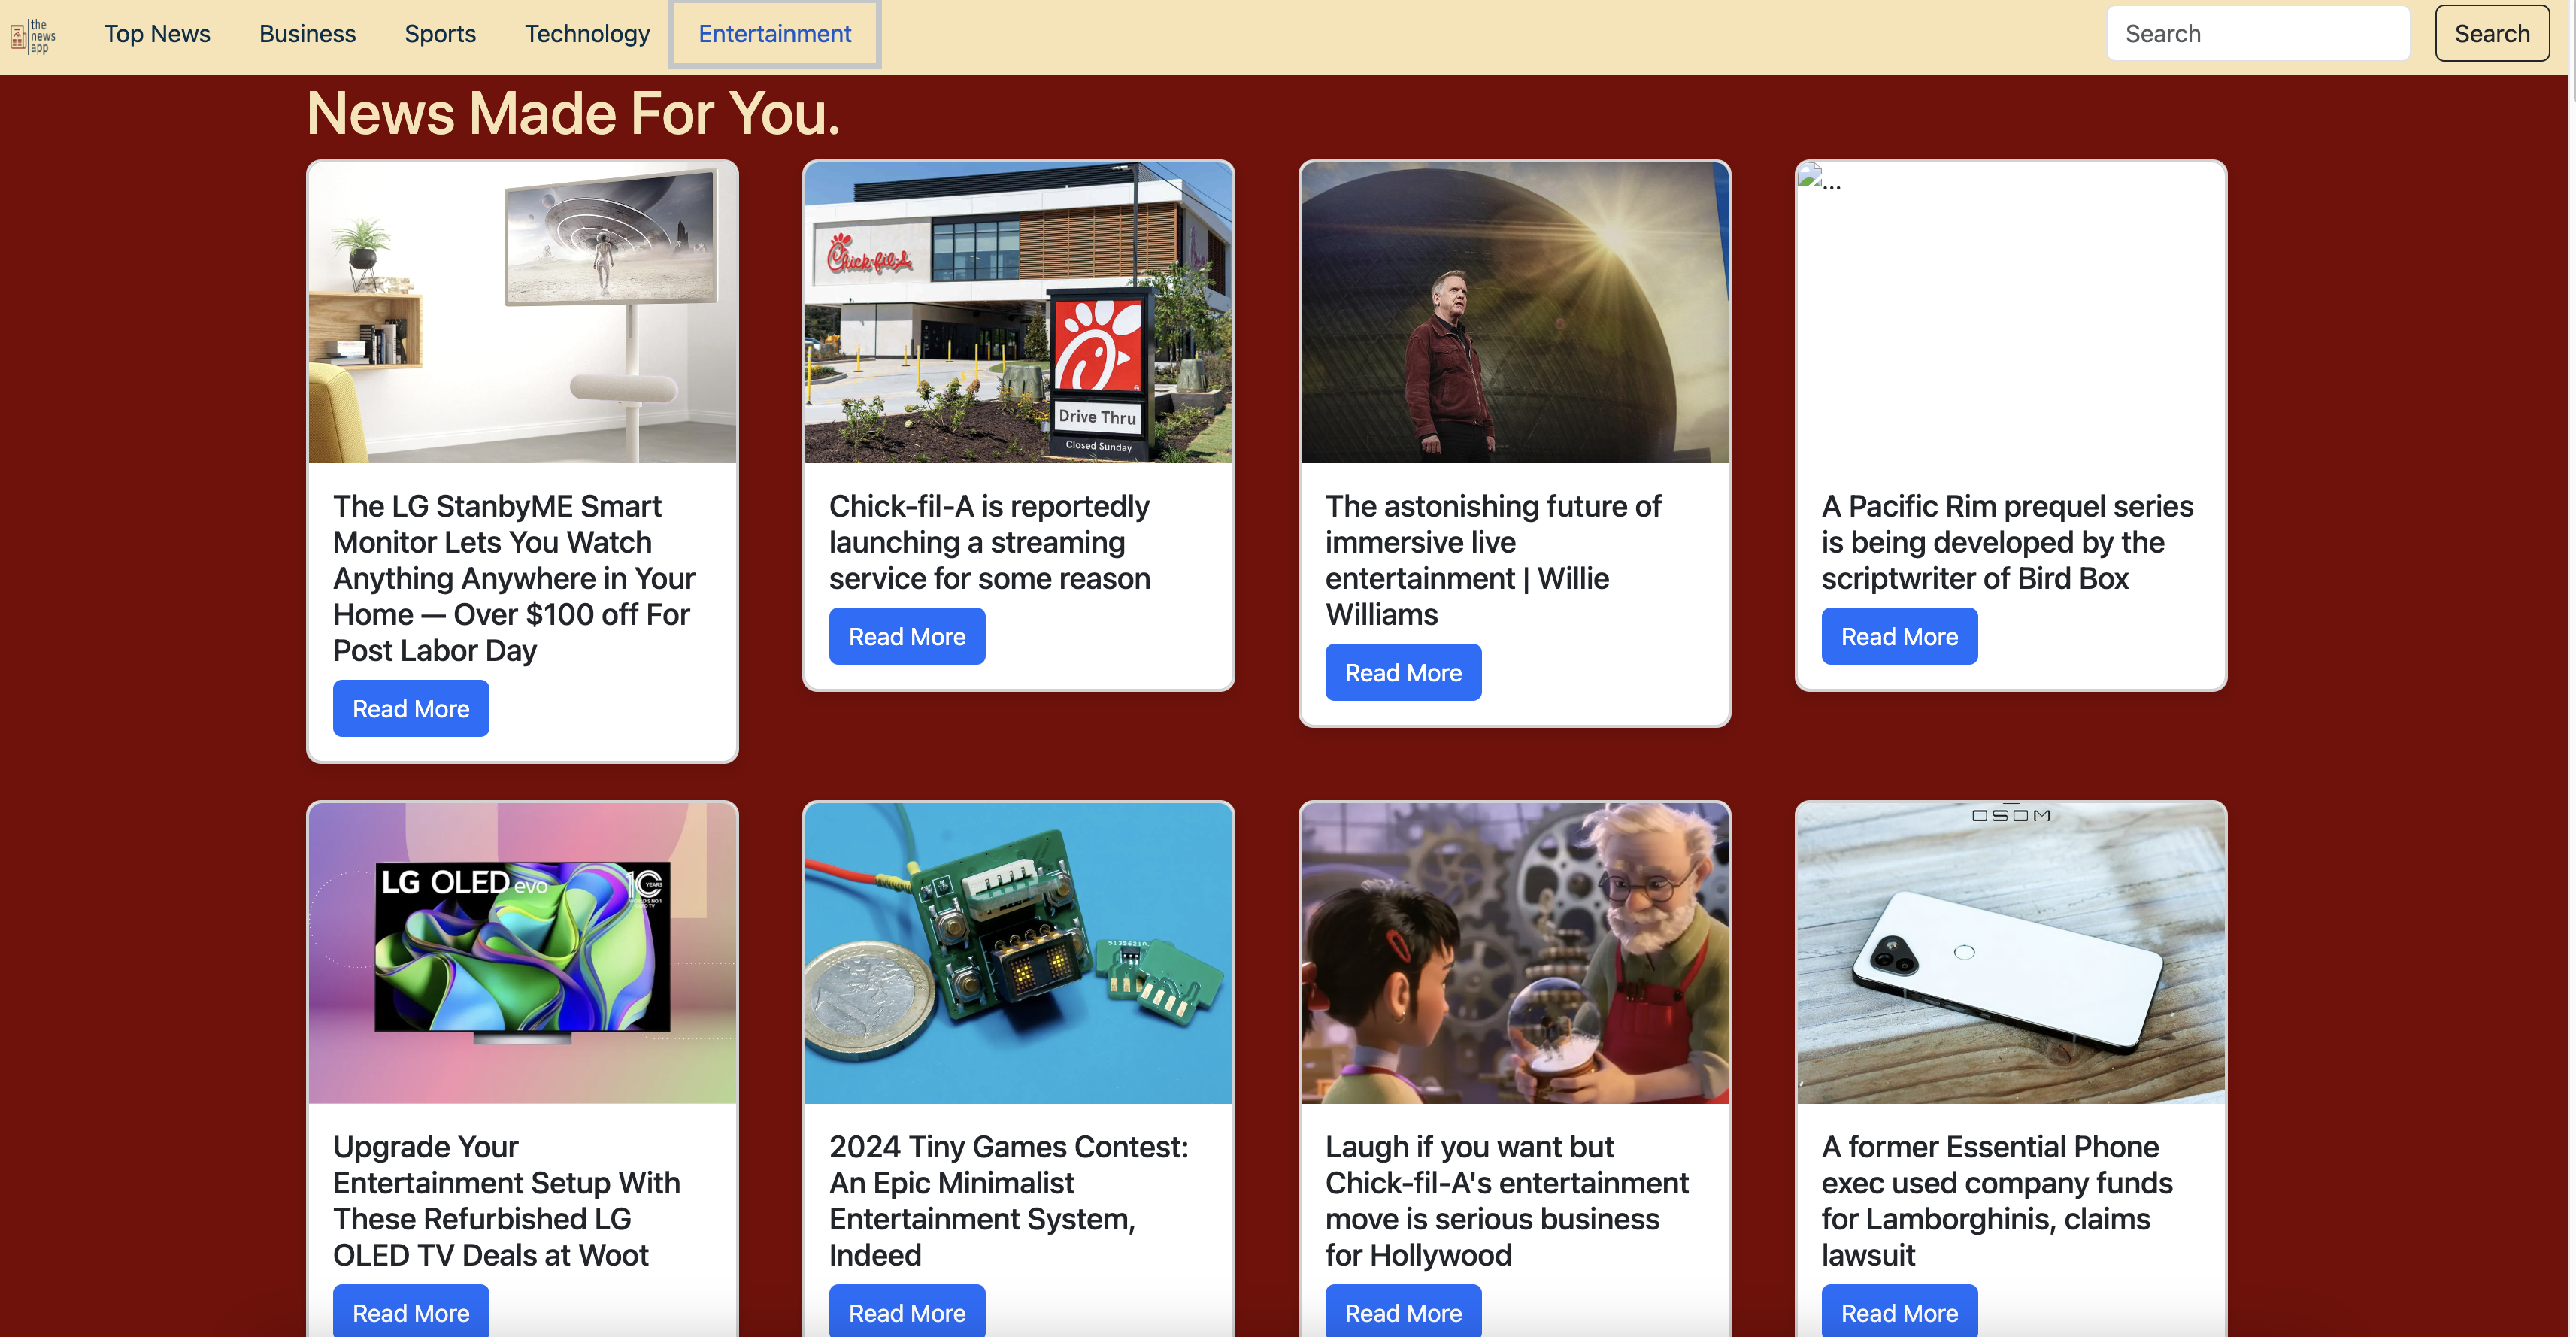 the
news
app
Top News Business Sports Technology Entertainment Search Search
News Made For You.
Chick-fil-A
Drive Thru
Closed Sunday
...
The LG StanbyME Smart
Monitor Lets You Watch
Anything Anywhere in Your
Home — Over $100 off For
Post Labor Day
Read More
Chick-fil-A is reportedly
launching a streaming
service for some reason
Read More
The astonishing future of
immersive live
entertainment | Willie
Williams
Read More
A Pacific Rim prequel series
is being developed by the
scriptwriter of Bird Box
Read More
LG OLED evo
10
YEARS
OSOM
Upgrade Your
Entertainment Setup With
These Refurbished LG
OLED TV Deals at Woot
Read More
2024 Tiny Games Contest:
An Epic Minimalist
Entertainment System,
Indeed
Read More
Laugh if you want but
Chick-fil-A's entertainment
move is serious business
for Hollywood
Read More
A former Essential Phone
exec used company funds
for Lamborghinis, claims
lawsuit
Read More